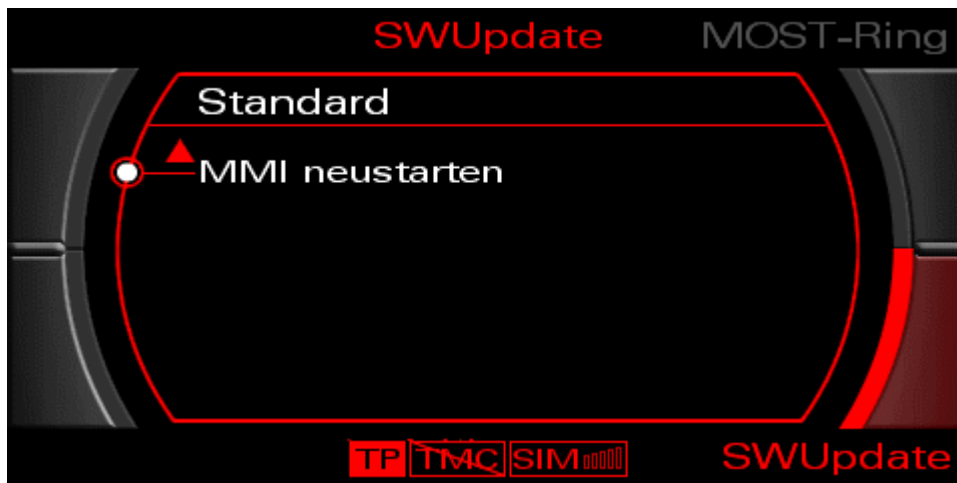 SWUpdate MOST-Ring
Standard
MMI neustarten
TP TMC SIM SWUpdate